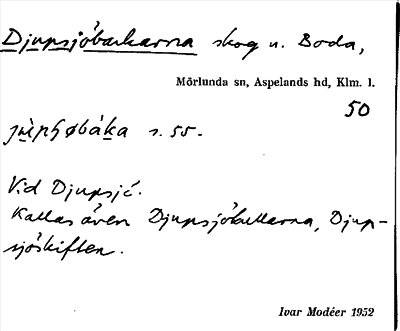 Djupsjöbackarna skog u. Boda,
Mörlunda sn, Aspelands hd, Klm. l.
50
s. 55.
Vid Djupsjö.
Kallas även Djupsjöbackarna, Djup-
sjöskiften.
Ivar Modéer 1952